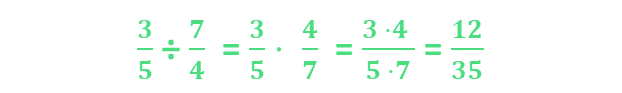 3/5 ÷ 7/4 = 3/5 · 4/7 = 3·4/5·7 = 12/35